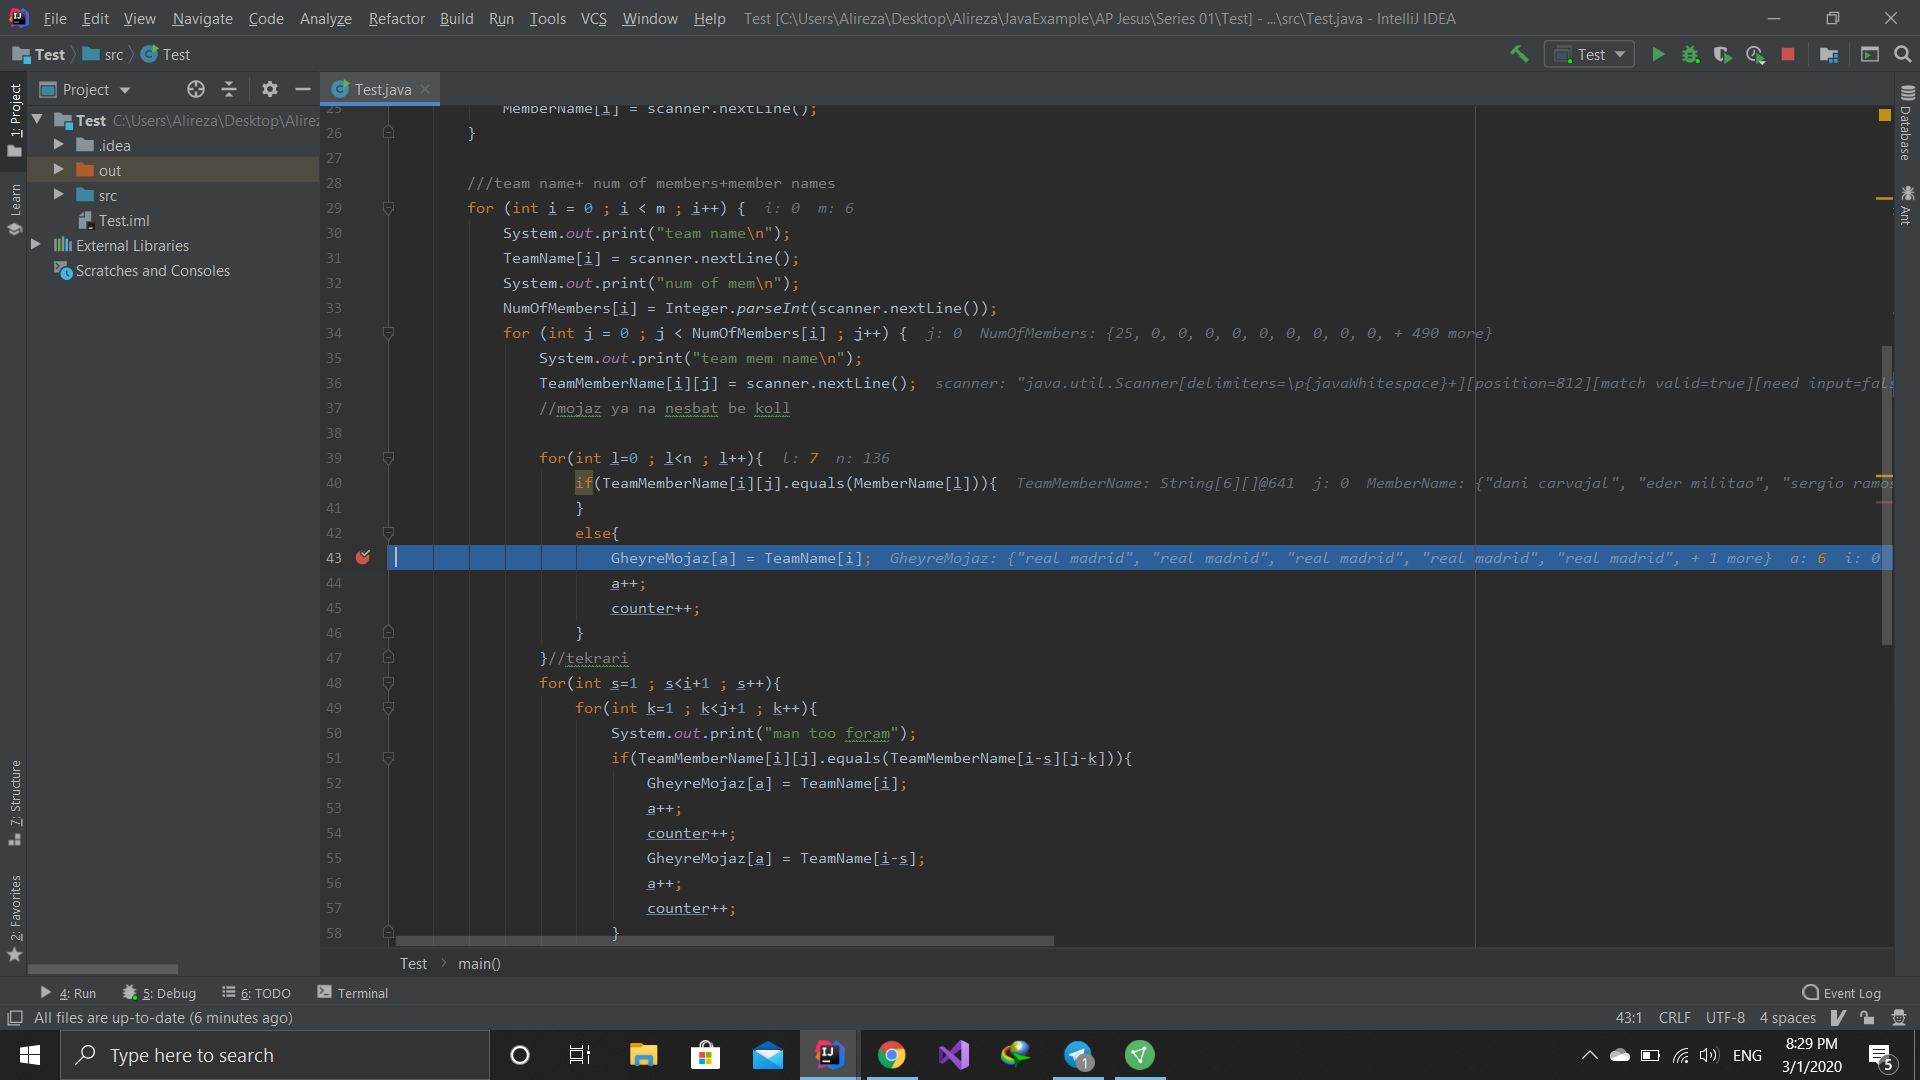 File Edit View Navigate Code Analyze Refactor Build Run Tools VCS Window Help Test [C:\Users\Alireza\Desktop\Alireza\JavaExample\AP Jesus\Series 01\Test] - ...\src\Test.java - IntelliJ IDEA
Test src Test
Test
Project
Test.java
1: Project
Learn
7: Structure
2: Favorites
Database
Ant
Test C:\Users\Alireza\Desktop\Alirez
.idea
out
src
Test.iml
External Libraries
Scratches and Consoles
25 MemberName[i] = scanner.nextLine();
26 }
27
28 ///team name+ num of members+member names
29 for (int i = 0 ; i < m ; i++) { i: 0 m: 6
30 System.out.print("team name\n");
31 TeamName[i] = scanner.nextLine();
32 System.out.print("num of mem\n");
33 NumOfMembers[i] = Integer.parseInt(scanner.nextLine());
34 for (int j = 0 ; j < NumOfMembers[i] ; j++) { j: 0 NumOfMembers: {25, 0, 0, 0, 0, 0, 0, 0, 0, 0, + 490 more}
35 System.out.print("team mem name\n");
36 TeamMemberName[i][j] = scanner.nextLine(); scanner: "java.util.Scanner[delimiters=\p{javaWhitespace}+][position=812][match valid=true][need input=fals
37 //mojaz ya na nesbat be koll
38
39 for(int l=0 ; l<n ; l++){ l: 7 n: 136
40 if(TeamMemberName[i][j].equals(MemberName[l])){ TeamMemberName: String[6][]@641 j: 0 MemberName: {"dani carvajal", "eder militao", "sergio ramos
41 }
42 else{
43 GheyreMojaz[a] = TeamName[i]; GheyreMojaz: {"real madrid", "real madrid", "real madrid", "real madrid", "real madrid", + 1 more} a: 6 i: 0
44 a++;
45 counter++;
46 }
47 }//tekrari
48 for(int s=1 ; s<i+1 ; s++){
49 for(int k=1 ; k<j+1 ; k++){
50 System.out.print("man too foram");
51 if(TeamMemberName[i][j].equals(TeamMemberName[i-s][j-k])){
52 GheyreMojaz[a] = TeamName[i];
53 a++;
54 counter++;
55 GheyreMojaz[a] = TeamName[i-s];
56 a++;
57 counter++;
58 }
Test main()
4: Run 5: Debug 6: TODO Terminal Event Log
All files are up-to-date (6 minutes ago) 43:1 CRLF UTF-8 4 spaces
Type here to search
1
ENG
8:29 PM
3/1/2020
5